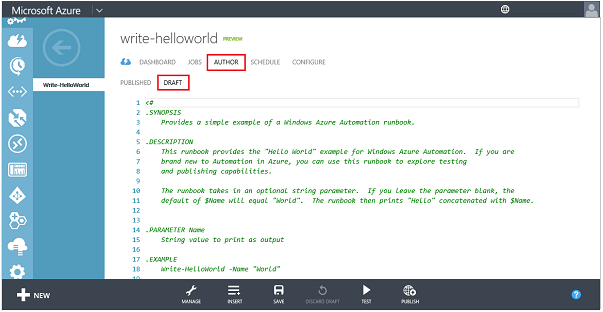 Microsoft Azure
Write-HelloWorld
write-helloworld PREVIEW
DASHBOARD JOBS AUTHOR SCHEDULE CONFIGURE
PUBLISHED DRAFT
1 <#
2 .SYNOPSIS
3 Provides a simple example of a Windows Azure Automation runbook.
4
5 .DESCRIPTION
6 This runbook provides the "Hello World" example for Windows Azure Automation. If you are
7 brand new to Automation in Azure, you can use this runbook to explore testing
8 and publishing capabilities.
9
10 The runbook takes in an optional string parameter. If you leave the parameter blank, the
11 default of $Name will equal "World". The runbook then prints "Hello" concatenated with $Name.
12
13
14 .PARAMETER Name
15 String value to print as output
16
17 .EXAMPLE
18 Write-HelloWorld -Name "World"
NEW MANAGE INSERT SAVE DISCARD DRAFT TEST PUBLISH ?